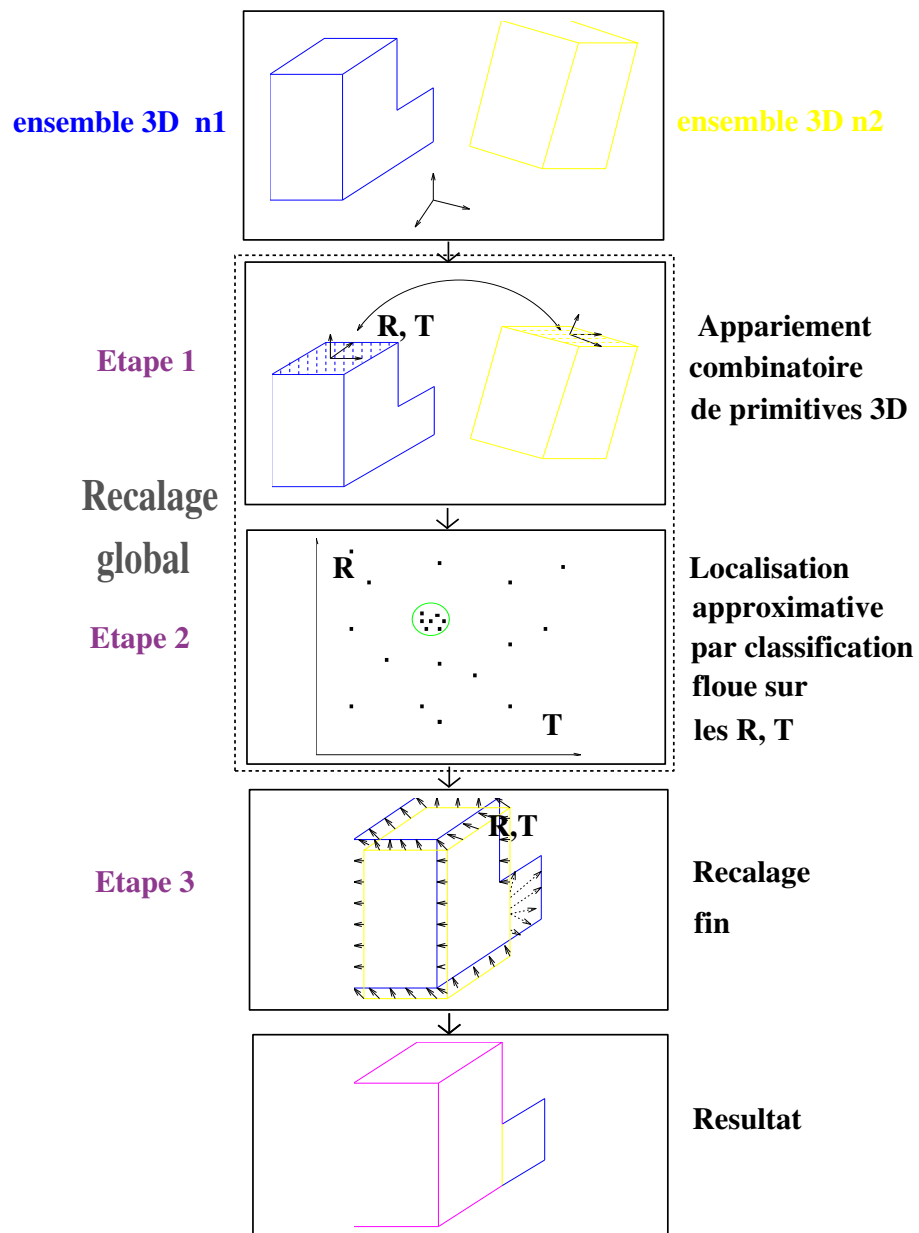 ensemble 3D n1
ensemble 3D n2
R, T
Etape 1
Appariement
combinatoire
de primitives 3D
Recalage
global
R
T
Etape 2
Localisation
approximative
par classification
floue sur
les R, T
R,T
Etape 3
Recalage
fin
Resultat